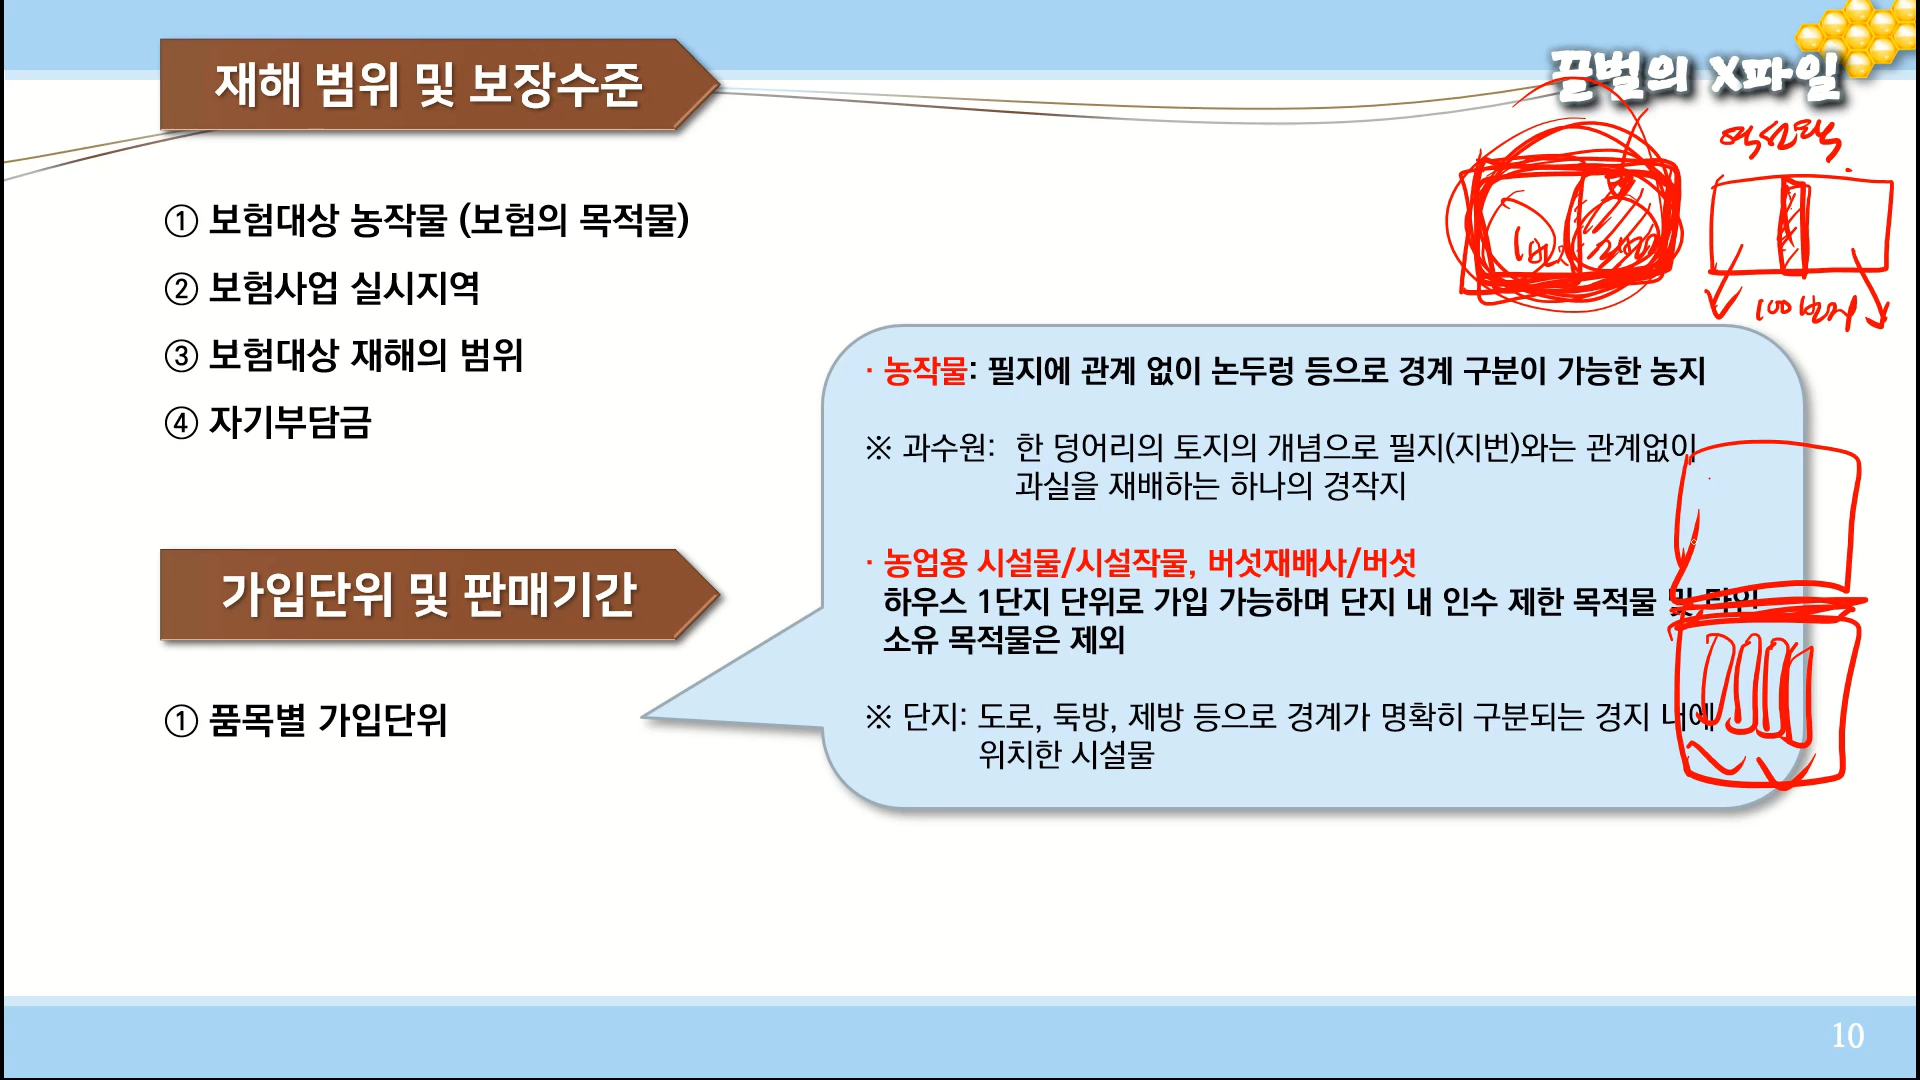 재해 범위 및 보장수준
끝벌의 X파일
① 보험대상 농작물 (보험의 목적물)
② 보험사업 실시지역
③ 보험대상 재해의 범위
④ 자기부담금
100번지
· 농작물: 필지에 관계 없이 논두렁 등으로 경계 구분이 가능한 농지
※ 과수원: 한 덩어리의 토지의 개념으로 필지(지번)와는 관계없이
과실을 재배하는 하나의 경작지
· 농업용 시설물/시설작물, 버섯재배사/버섯
하우스 1단지 단위로 가입 가능하며 단지 내 인수 제한 목적물 및 타인
소유 목적물은 제외
※ 단지: 도로, 둑방, 제방 등으로 경계가 명확히 구분되는 경지 내에
위치한 시설물
가입단위 및 판매기간
① 품목별 가입단위
10